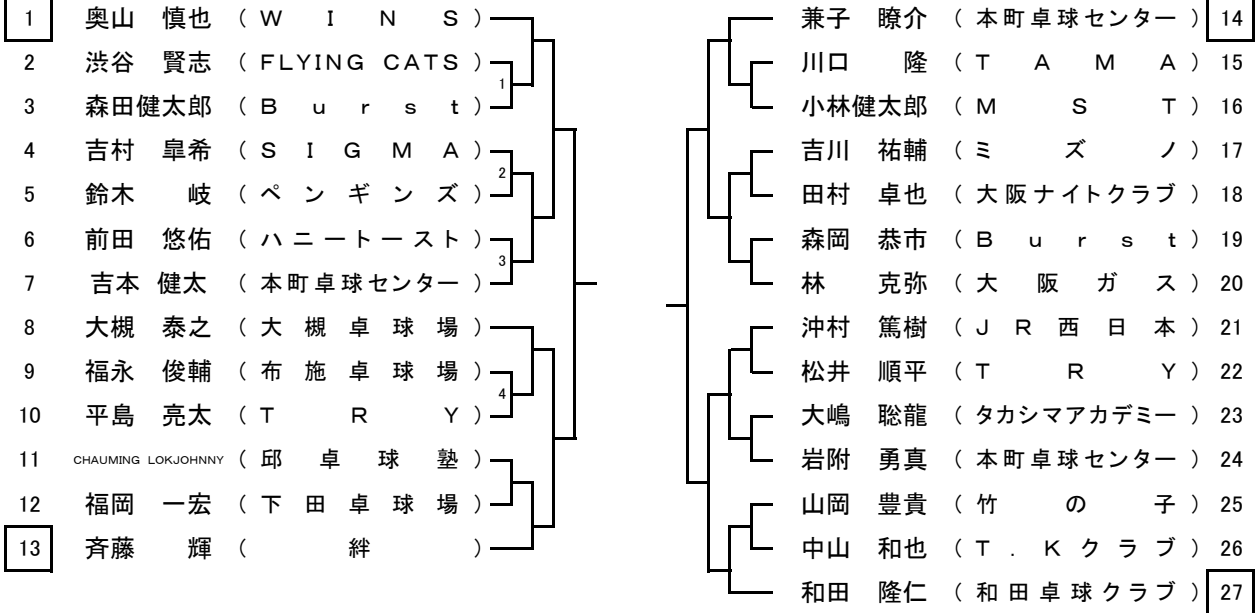 1 奥山 慎也 (WINS)
2 渋谷 賢志 (FLYING CATS)
1
3 森田健太郎 (Burst)
4 吉村 皐希 (SIGMA)
2
5 鈴木 岐 (ペンギンズ)
6 前田 悠佑 (ハニートースト)
3
7 吉本 健太 (本町卓球センター)
8 大槻 泰之 (大槻卓球場)
9 福永 俊輔 (布施卓球場)
4
10 平島 亮太 (TRY)
11 CHAUMING LOKJOHNNY (邱卓球塾)
12 福岡 一宏 (下田卓球場)
13 斉藤 輝 (絆)
兼子 瞭介 (本町卓球センター) 14
川口 隆 (TAMA) 15
小林健太郎 (MST) 16
吉川 祐輔 (ミズノ) 17
田村 卓也 (大阪ナイトクラブ) 18
森岡 恭市 (Burst) 19
林 克弥 (大阪ガス) 20
沖村 篤樹 (JR西日本) 21
松井 順平 (TRY) 22
大嶋 聡龍 (タカシマアカデミー) 23
岩附 勇真 (本町卓球センター) 24
山岡 豊貴 (竹の子) 25
中山 和也 (T.Kクラブ) 26
和田 隆仁 (和田卓球クラブ) 27